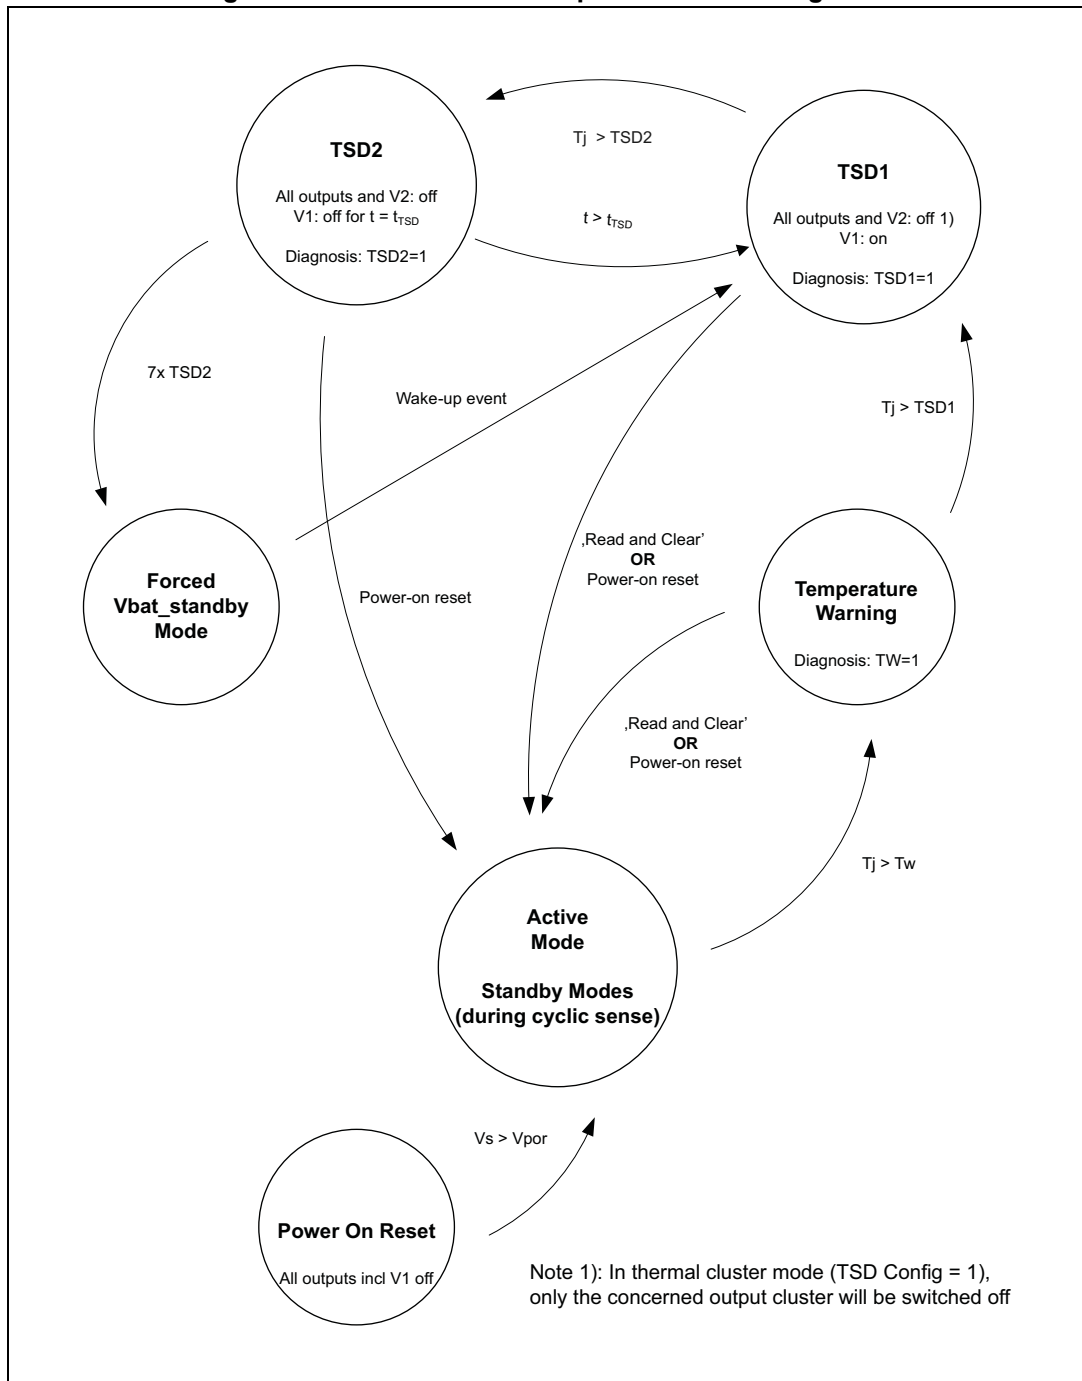 TSD2
All outputs and V2: off
V1: off for t = tTSD
Diagnosis: TSD2=1
Tj > TSD2
t > tTSD
TSD1
All outputs and V2: off 1)
V1: on
Diagnosis: TSD1=1
7x TSD2
Wake-up event
Tj > TSD1
Forced
Vbat_standby
Mode
Power-on reset
‚Read and Clear’
OR
Power-on reset
Temperature
Warning
Diagnosis: TW=1
‚Read and Clear’
OR
Power-on reset
Tj > Tw
Active
Mode
Standby Modes
(during cyclic sense)
Vs > Vpor
Power On Reset
All outputs incl V1 off
Note 1): In thermal cluster mode (TSD Config = 1),
only the concerned output cluster will be switched off